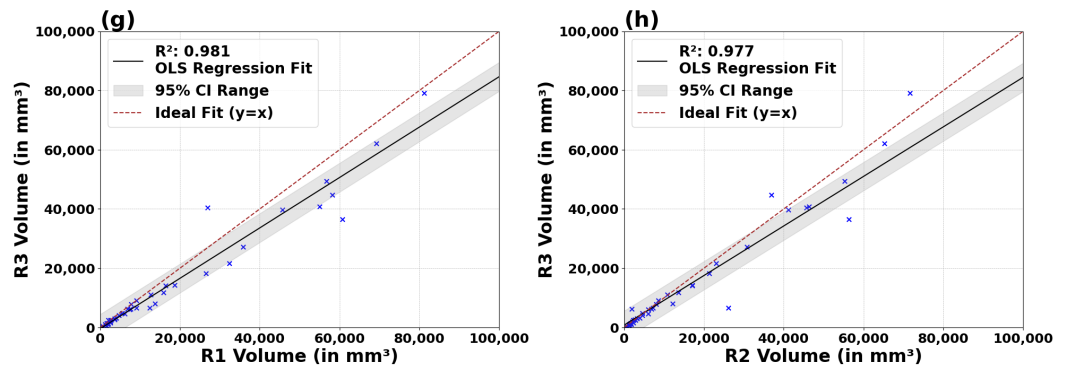 (g)
R²: 0.981
OLS Regression Fit
95% CI Range
Ideal Fit (y=x)
100,000
80,000
60,000
40,000
20,000
0
R3 Volume (in mm³)
0 20,000 40,000 60,000 80,000 100,000
R1 Volume (in mm³)
(h)
R²: 0.977
OLS Regression Fit
95% CI Range
Ideal Fit (y=x)
100,000
80,000
60,000
40,000
20,000
0
R3 Volume (in mm³)
0 20,000 40,000 60,000 80,000 100,000
R2 Volume (in mm³)